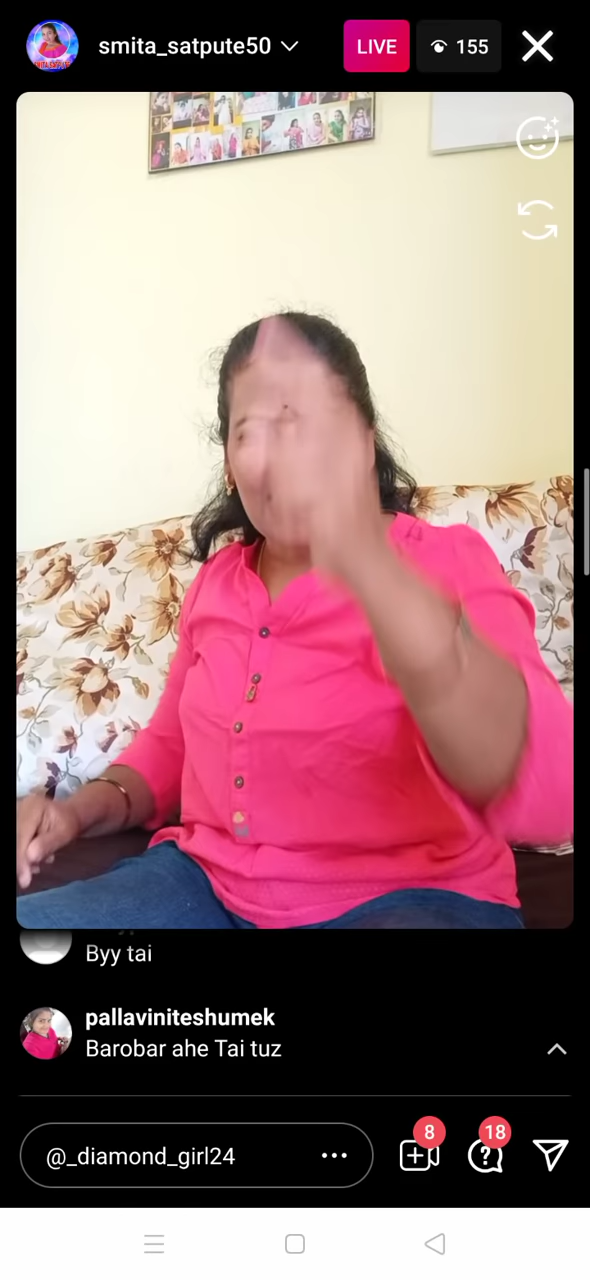 smita_satpute50
LIVE
155
Byy tai
pallaviniteshumek
Barobar ahe Tai tuz
@_diamond_girl24
8
18